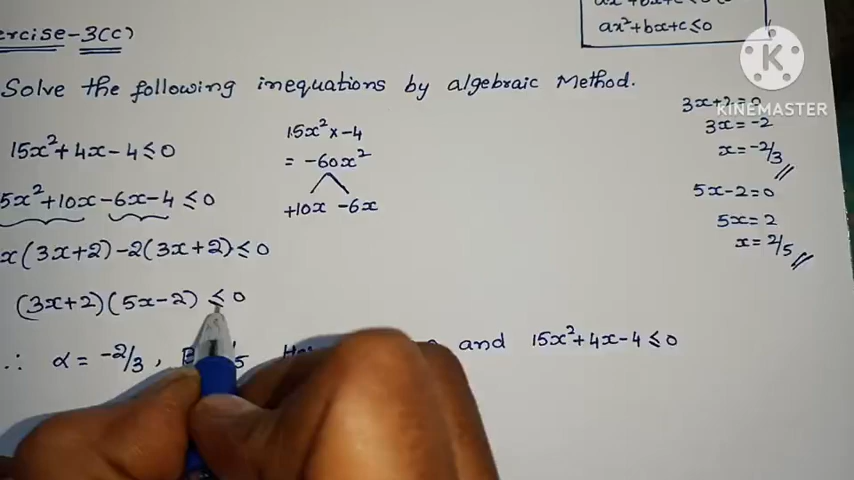 ax²+bx+c≤0
ercise-3(c)
Solve the following inequations by algebraic Method.
15x²+4x-4≤0
5x²+10x-6x-4≤0
x(3x+2)-2(3x+2)≤0
(3x+2)(5x-2)≤0
∴ α = -2/3,
and 15x²+4x-4≤0
15x²x-4
= -60x²
+10x -6x
3x+2=0
3x=-2
x=-2/3
5x-2=0
5x=2
x=2/5
KINEMASTER